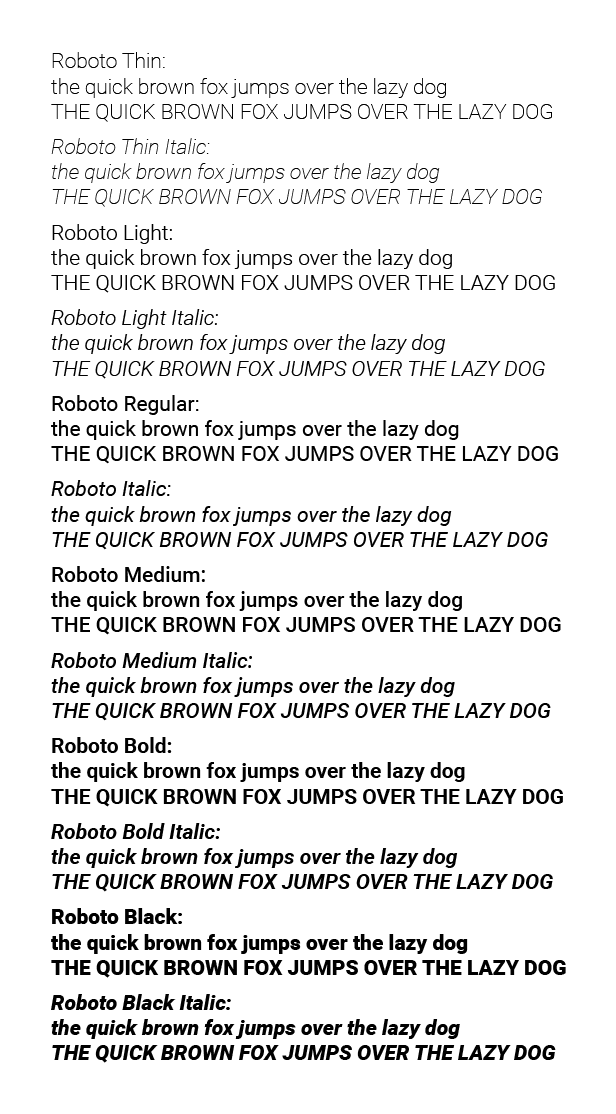 Roboto Thin:
the quick brown fox jumps over the lazy dog
THE QUICK BROWN FOX JUMPS OVER THE LAZY DOG
Roboto Thin Italic:
the quick brown fox jumps over the lazy dog
THE QUICK BROWN FOX JUMPS OVER THE LAZY DOG
Roboto Light:
the quick brown fox jumps over the lazy dog
THE QUICK BROWN FOX JUMPS OVER THE LAZY DOG
Roboto Light Italic:
the quick brown fox jumps over the lazy dog
THE QUICK BROWN FOX JUMPS OVER THE LAZY DOG
Roboto Regular:
the quick brown fox jumps over the lazy dog
THE QUICK BROWN FOX JUMPS OVER THE LAZY DOG
Roboto Italic:
the quick brown fox jumps over the lazy dog
THE QUICK BROWN FOX JUMPS OVER THE LAZY DOG
Roboto Medium:
the quick brown fox jumps over the lazy dog
THE QUICK BROWN FOX JUMPS OVER THE LAZY DOG
Roboto Medium Italic:
the quick brown fox jumps over the lazy dog
THE QUICK BROWN FOX JUMPS OVER THE LAZY DOG
Roboto Bold:
the quick brown fox jumps over the lazy dog
THE QUICK BROWN FOX JUMPS OVER THE LAZY DOG
Roboto Bold Italic:
the quick brown fox jumps over the lazy dog
THE QUICK BROWN FOX JUMPS OVER THE LAZY DOG
Roboto Black:
the quick brown fox jumps over the lazy dog
THE QUICK BROWN FOX JUMPS OVER THE LAZY DOG
Roboto Black Italic:
the quick brown fox jumps over the lazy dog
THE QUICK BROWN FOX JUMPS OVER THE LAZY DOG